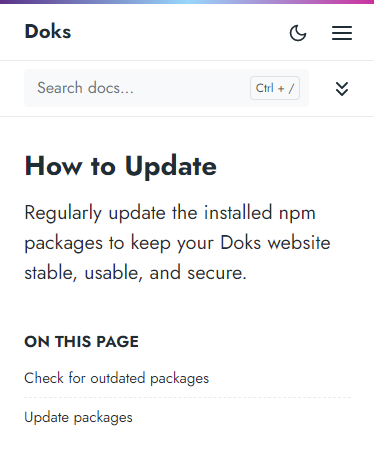 Doks
Search docs... Ctrl + /
How to Update
Regularly update the installed npm
packages to keep your Doks website
stable, usable, and secure.
ON THIS PAGE
Check for outdated packages
Update packages